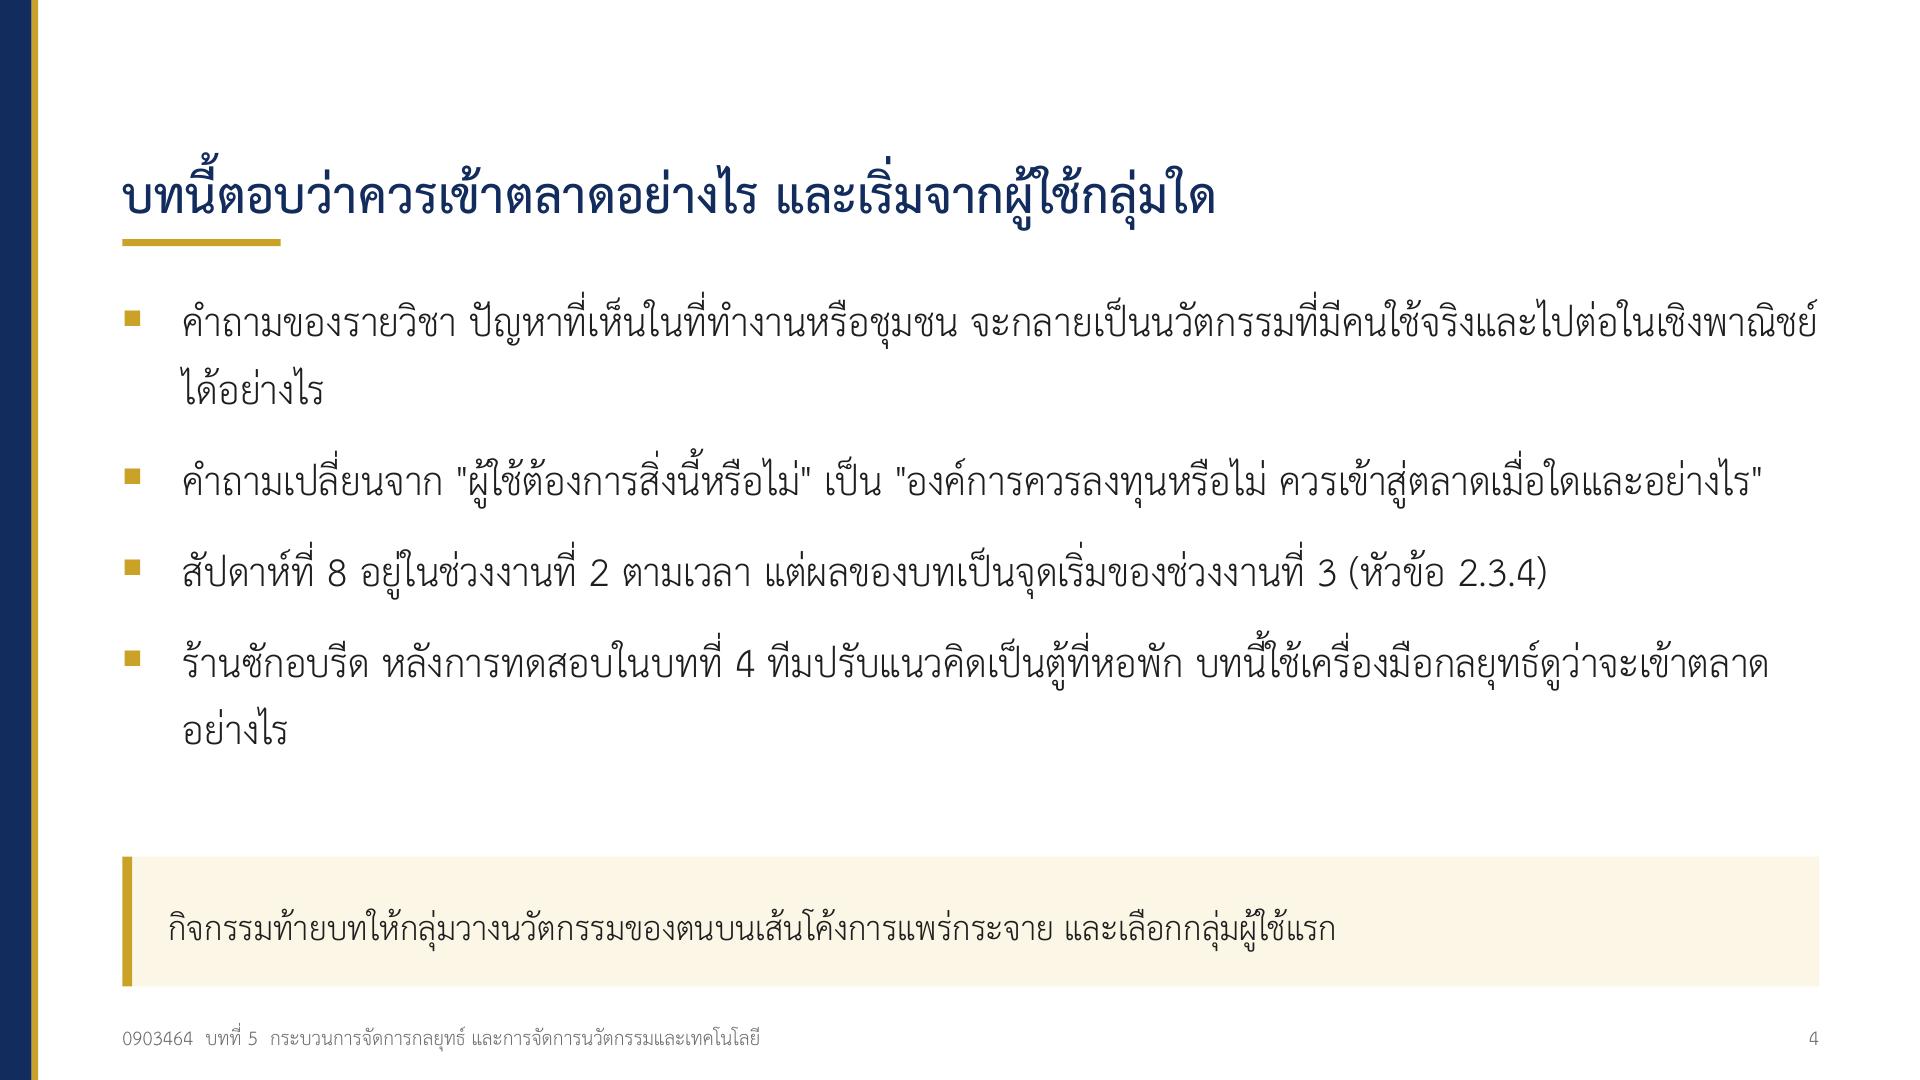 บทนี้ตอบว่าควรเข้าตลาดอย่างไร และเริ่มจากผู้ใช้กลุ่มใด
คำถามของรายวิชา ปัญหาที่เห็นในที่ทำงานหรือชุมชน จะกลายเป็นนวัตกรรมที่มีคนใช้จริงและไปต่อในเชิงพาณิชย์
ได้อย่างไร
คำถามเปลี่ยนจาก "ผู้ใช้ต้องการสิ่งนี้หรือไม่" เป็น "องค์การควรลงทุนหรือไม่ ควรเข้าสู่ตลาดเมื่อใดและอย่างไร"
สัปดาห์ที่ 8 อยู่ในช่วงงานที่ 2 ตามเวลา แต่ผลของบทเป็นจุดเริ่มของช่วงงานที่ 3 (หัวข้อ 2.3.4)
ร้านซักอบรีด หลังการทดสอบในบทที่ 4 ทีมปรับแนวคิดเป็นตู้ที่หอพัก บทนี้ใช้เครื่องมือกลยุทธ์ดูว่าจะเข้าตลาด
อย่างไร
กิจกรรมท้ายบทให้กลุ่มวางนวัตกรรมของตนบนเส้นโค้งการแพร่กระจาย และเลือกกลุ่มผู้ใช้แรก
0903464 บทที่ 5 กระบวนการจัดการกลยุทธ์ และการจัดการนวัตกรรมและเทคโนโลยี
4